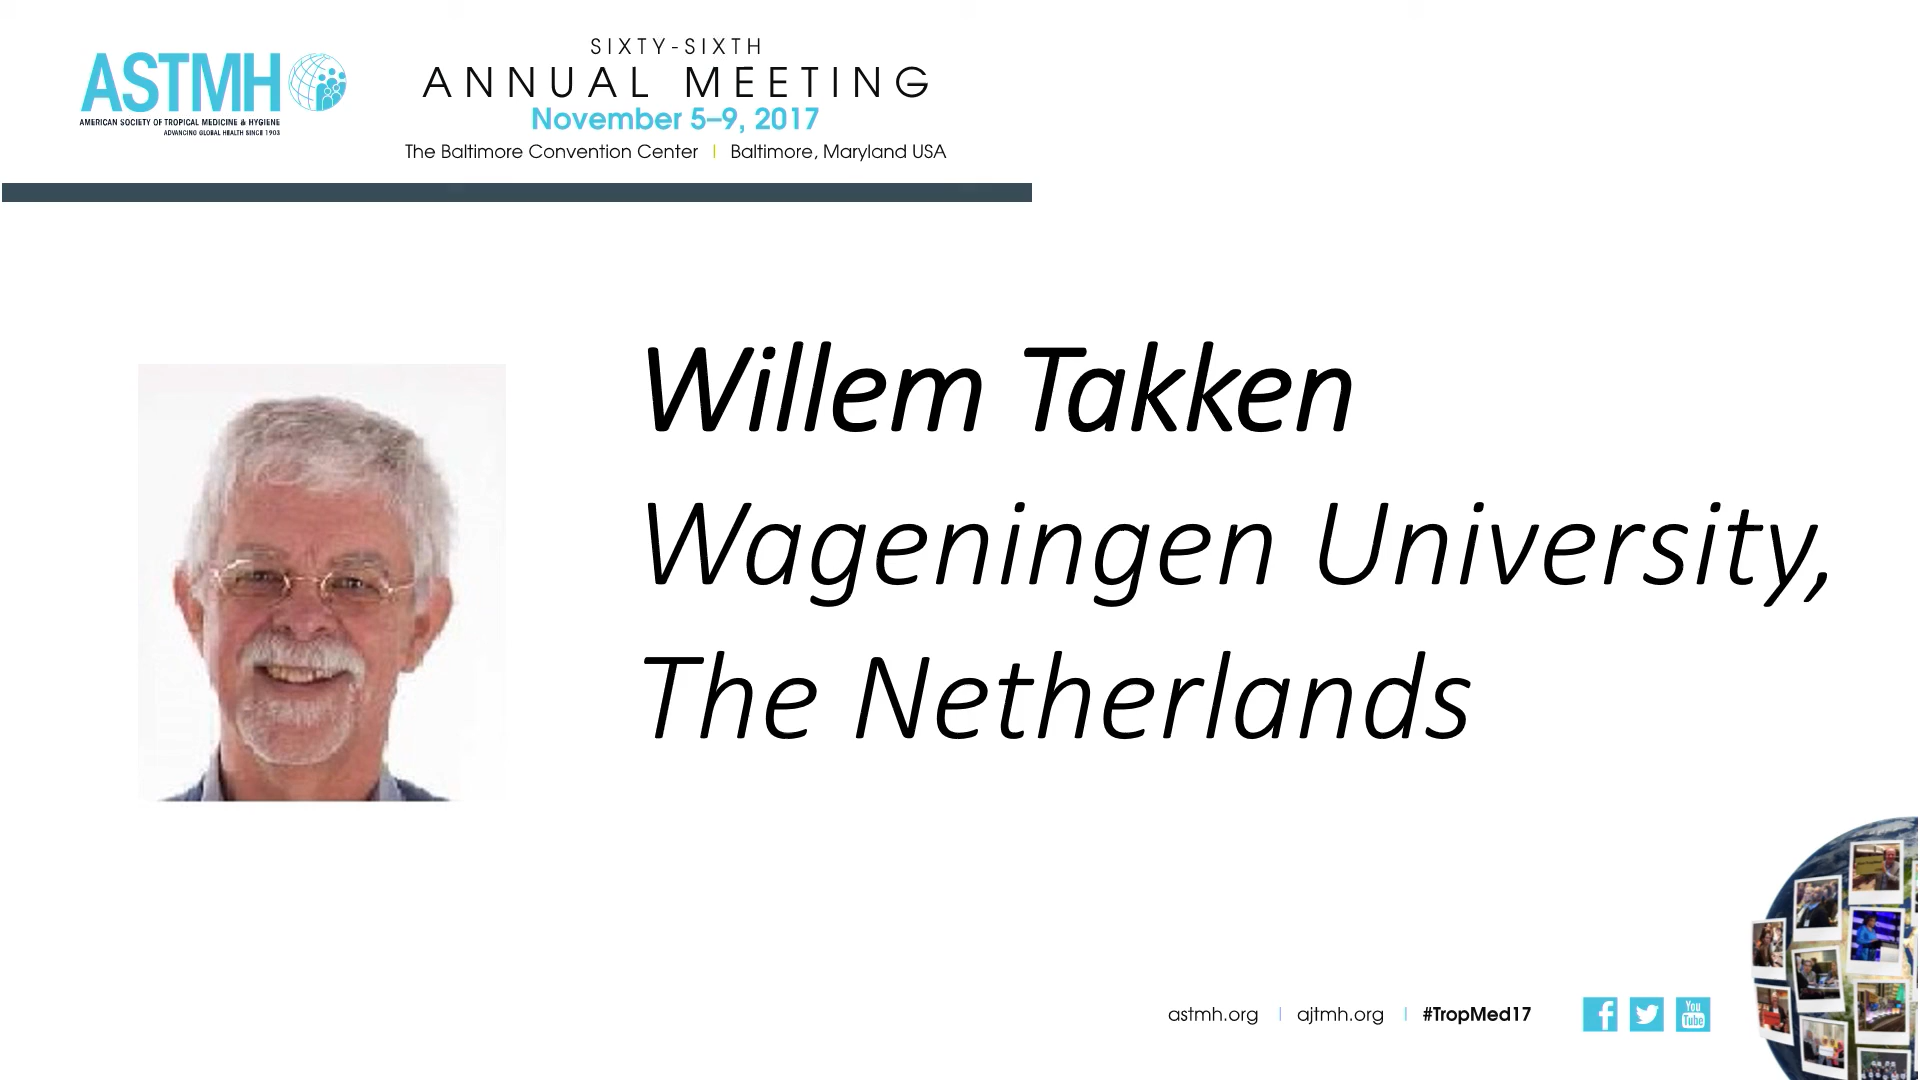 ASTMH
AMERICAN SOCIETY OF TROPICAL MEDICINE & HYGIENE
ADVANCING GLOBAL HEALTH SINCE 1903
SIXTY-SIXTH
ANNUAL MEETING
November 5–9, 2017
The Baltimore Convention Center | Baltimore, Maryland USA
Willem Takken
Wageningen University,
The Netherlands
astmh.org | ajtmh.org | #TropMed17
You
Tube